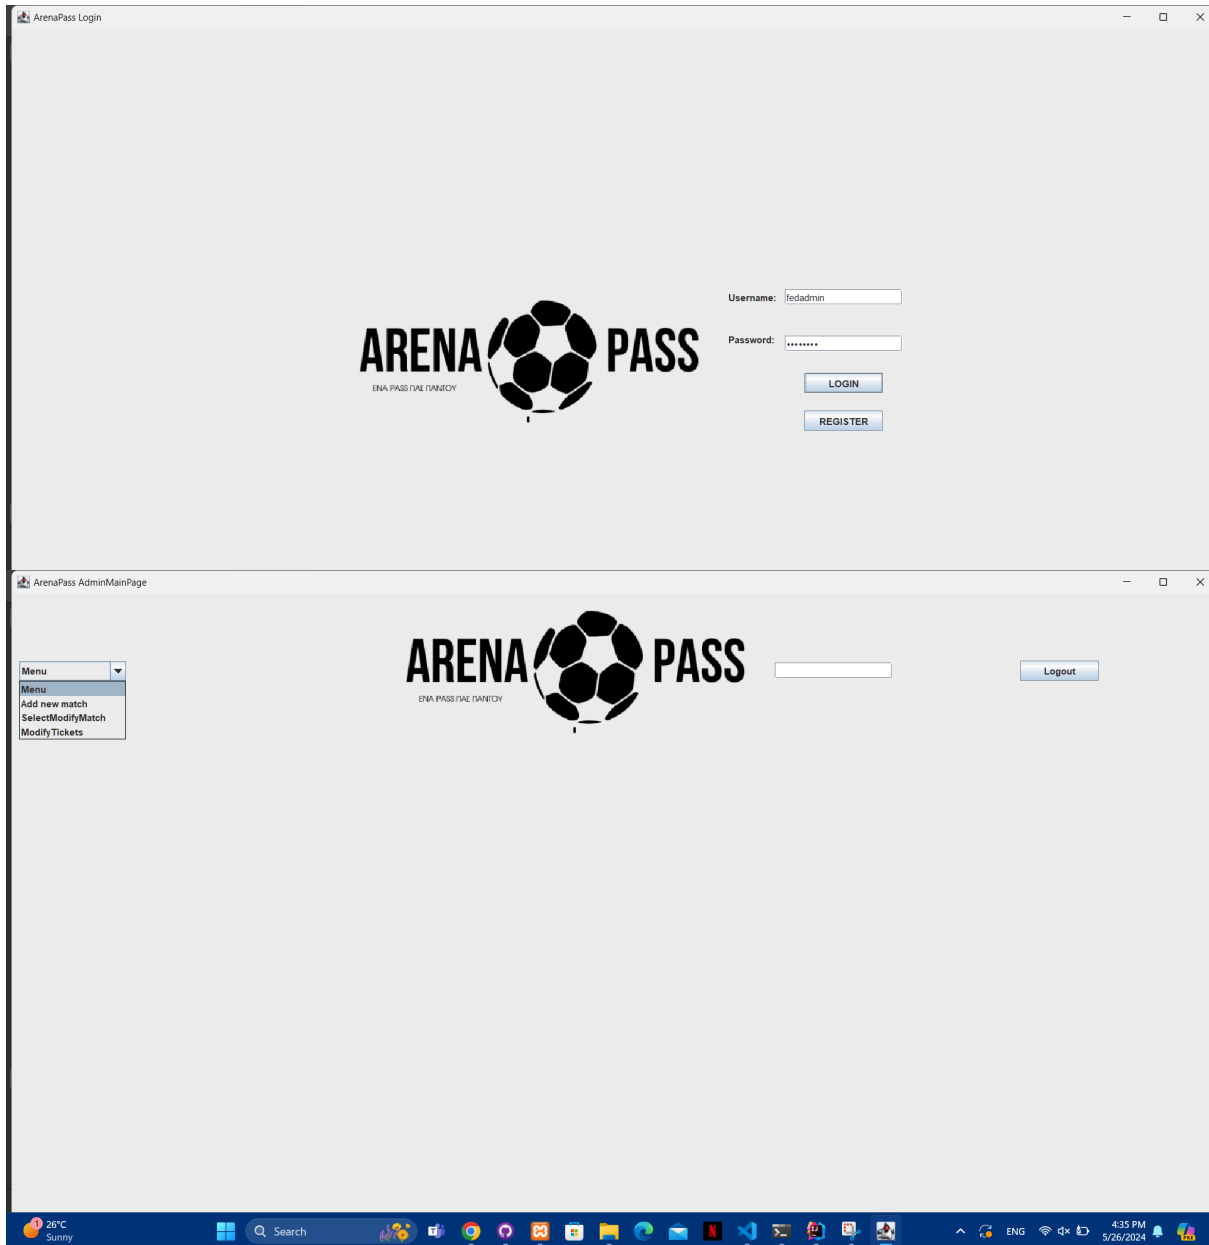 ArenaPass Login
Username: fedadmin
ARENA PASS
Password: ........
ΕΝΑ PASS ΠΑΣ ΠΑΝΤΟΥ
LOGIN
REGISTER
ArenaPass AdminMainPage
ARENA PASS
Menu
Logout
Menu
ΕΝΑ PASS ΠΑΣ ΠΑΝΤΟΥ
Add new match
SelectModifyMatch
ModifyTickets
1
26°C
Sunny
Search
N
ENG
4:35 PM
5/26/2024
PRE